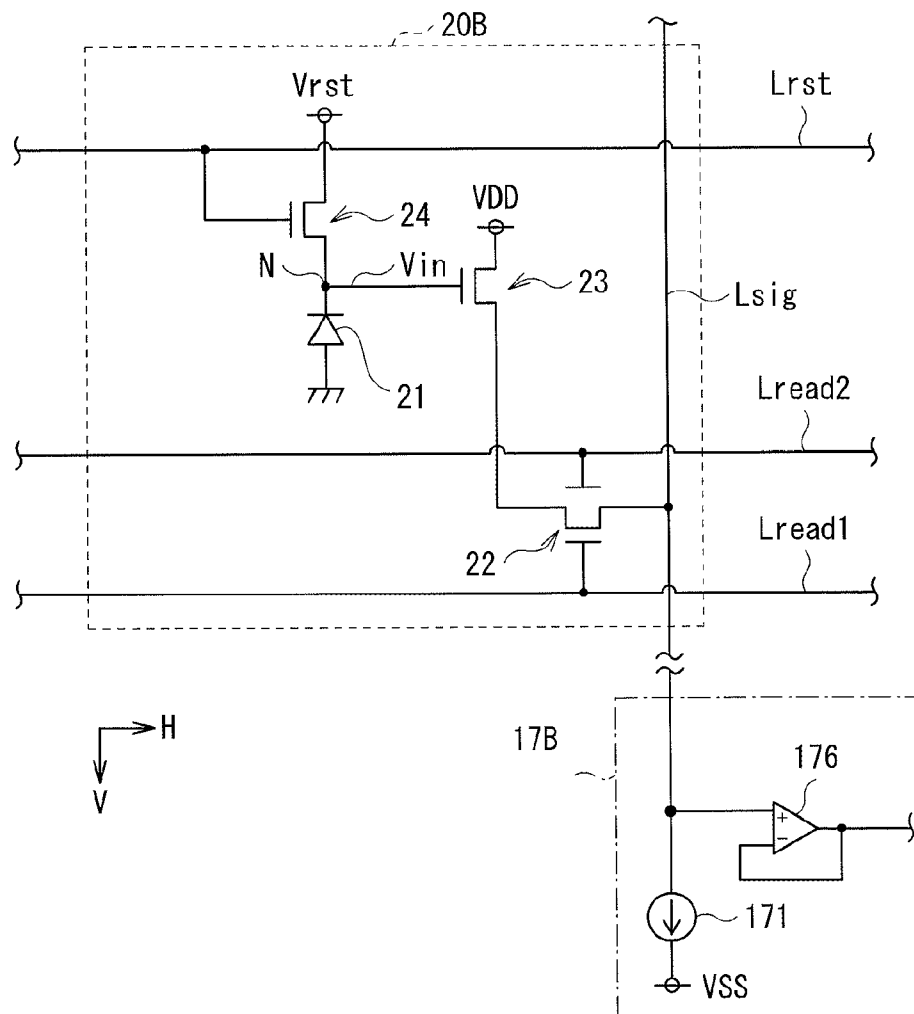 20B
Vrst
Lrst
VDD
24
N
Vin
23
Lsig
21
Lread2
22
Lread1
H
V
17B
176
+
−
171
VSS